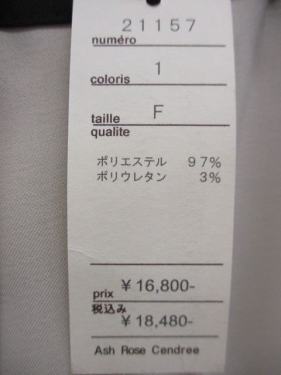 21157
numéro
1
coloris
F
taille
qualite
ポリエステル 97%
ポリウレタン 3%
prix ¥16,800-
税込み
¥18,480-
Ash Rose Cendree